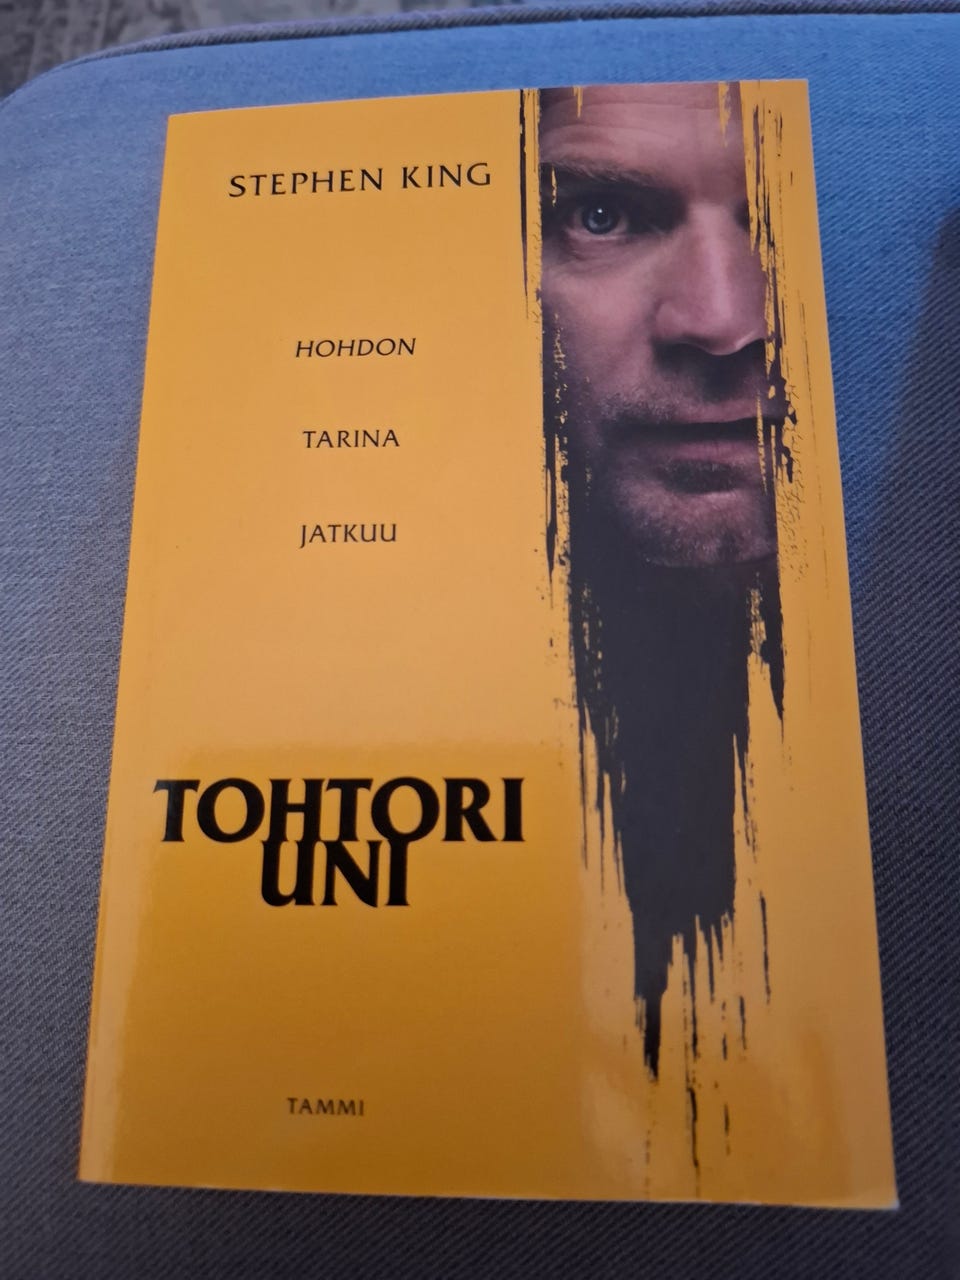 STEPHEN KING
HOHDON
TARINA
JATKUU
TOHTORI
UNI
TAMMI